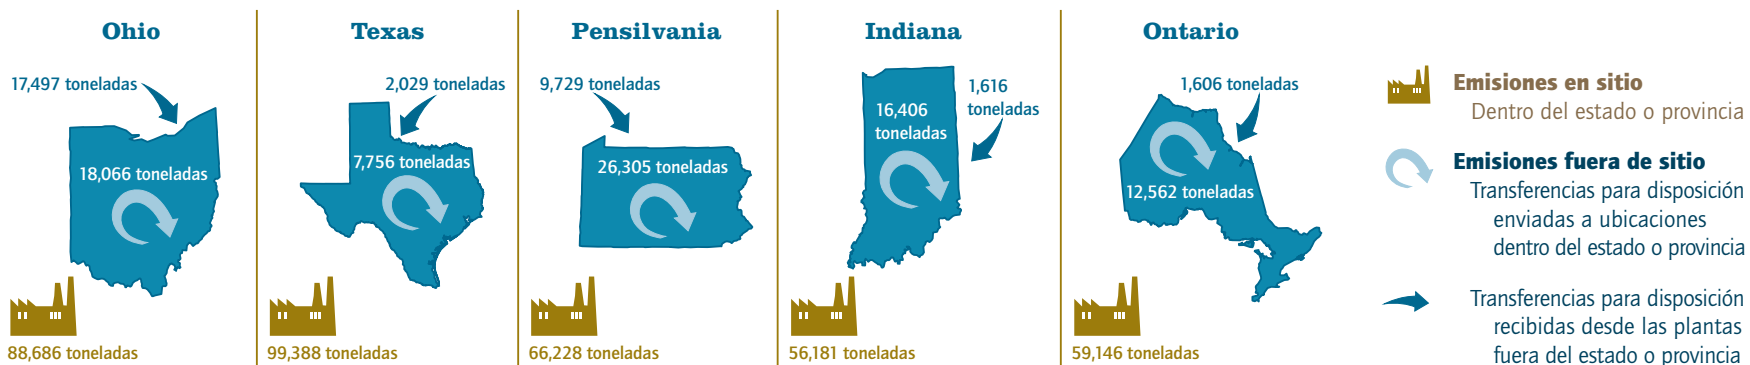 Ohio
17,497 toneladas
18,066 toneladas
88,686 toneladas
Texas
2,029 toneladas
7,756 toneladas
99,388 toneladas
Pensilvania
9,729 toneladas
26,305 toneladas
66,228 toneladas
Indiana
1,616
toneladas
16,406
toneladas
56,181 toneladas
Ontario
1,606 toneladas
12,562 toneladas
59,146 toneladas
Emisiones en sitio
Dentro del estado o provincia
Emisiones fuera de sitio
Transferencias para disposición
enviadas a ubicaciones
dentro del estado o provincia
Transferencias para disposición
recibidas desde las plantas
fuera del estado o provincia